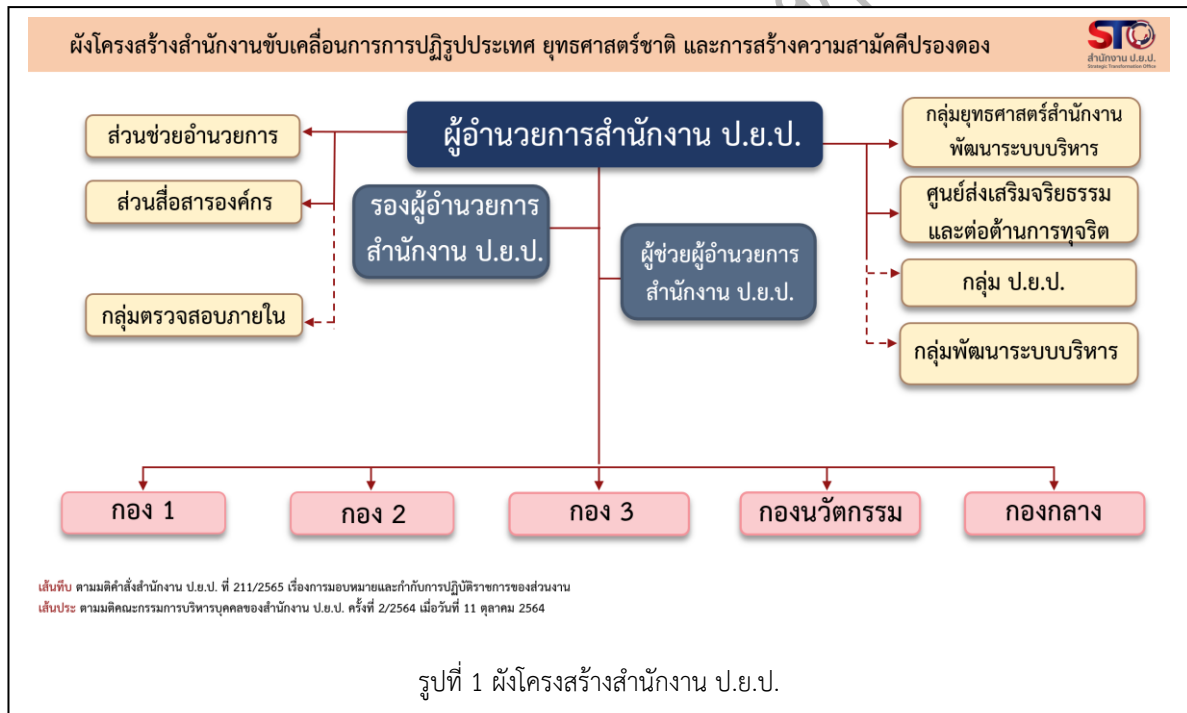 ผังโครงสร้างสำนักงานขับเคลื่อนการการปฏิรูปประเทศ ยุทธศาสตร์ชาติ และการสร้างความสามัคคีปรองดอง
STO
สำนักงาน ป.ย.ป.
Strategic Transformation Office
ผู้อำนวยการสำนักงาน ป.ย.ป.
ส่วนช่วยอำนวยการ
ส่วนสื่อสารองค์กร
กลุ่มตรวจสอบภายใน
รองผู้อำนวยการ
สำนักงาน ป.ย.ป.
ผู้ช่วยผู้อำนวยการ
สำนักงาน ป.ย.ป.
กลุ่มยุทธศาสตร์สำนักงาน
พัฒนาระบบบริหาร
ศูนย์ส่งเสริมจริยธรรม
และต่อต้านการทุจริต
กลุ่ม ป.ย.ป.
กลุ่มพัฒนาระบบบริหาร
กอง 1
กอง 2
กอง 3
กองนวัตกรรม
กองกลาง
เส้นทึบ ตามมติคำสั่งสำนักงาน ป.ย.ป. ที่ 211/2565 เรื่องการมอบหมายและกำกับการปฏิบัติราชการของส่วนงาน
เส้นประ ตามมติคณะกรรมการบริหารบุคคลของสำนักงาน ป.ย.ป. ครั้งที่ 2/2564 เมื่อวันที่ 11 ตุลาคม 2564
รูปที่ 1 ผังโครงสร้างสำนักงาน ป.ย.ป.